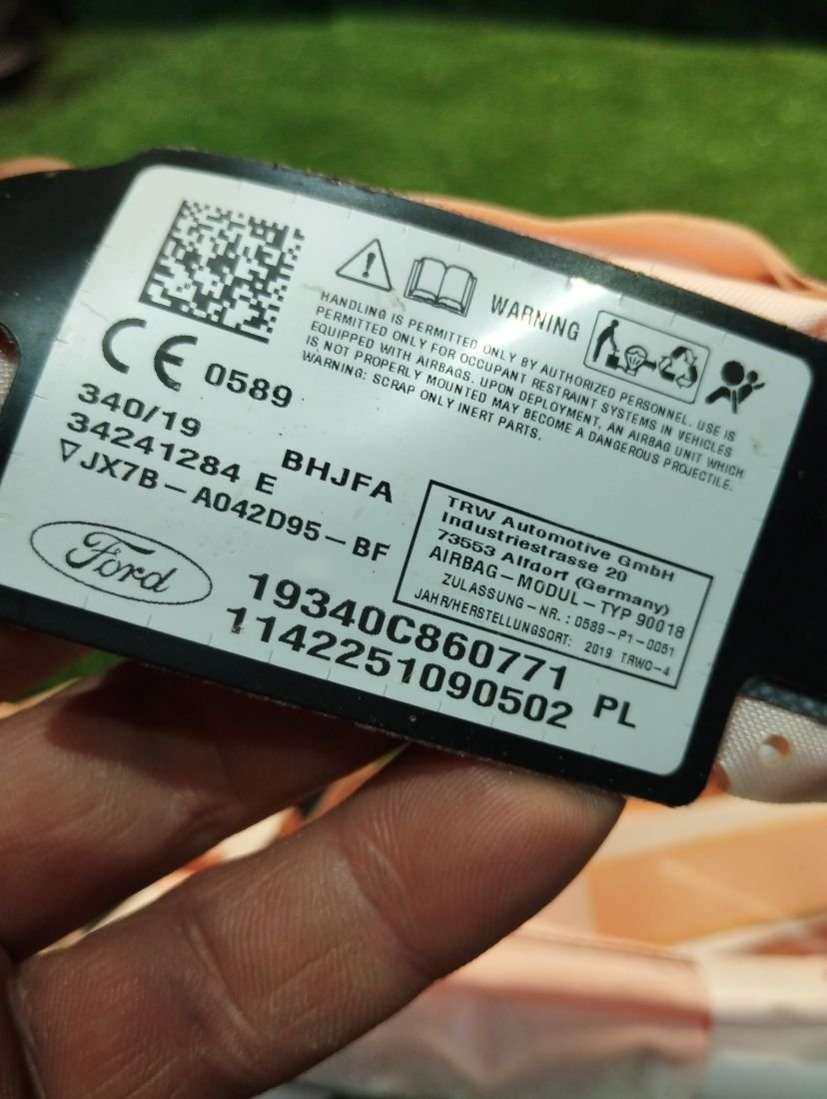 WARNING
HANDLING IS PERMITTED ONLY BY AUTHORIZED PERSONNEL. USE IS
PERMITTED ONLY FOR OCCUPANT RESTRAINT SYSTEMS IN VEHICLES
EQUIPPED WITH AIRBAGS. UPON DEPLOYMENT, AN AIRBAG UNIT WHICH
IS NOT PROPERLY MOUNTED MAY BECOME A DANGEROUS PROJECTILE.
WARNING: SCRAP ONLY INERT PARTS.
CE 0589
340/19
34241284 E
BHJFA
∇JX7B-A042D95-BF
Ford
TRW Automotive GmbH
Industriestrasse 20
73553 Alfdorf (Germany)
AIRBAG-MODUL-TYP 90018
ZULASSUNG-NR.: 0589-P1-0051
JAHR/HERSTELLUNGSORT: 2019 TRWO-4
19340C860771
11422251090502 PL